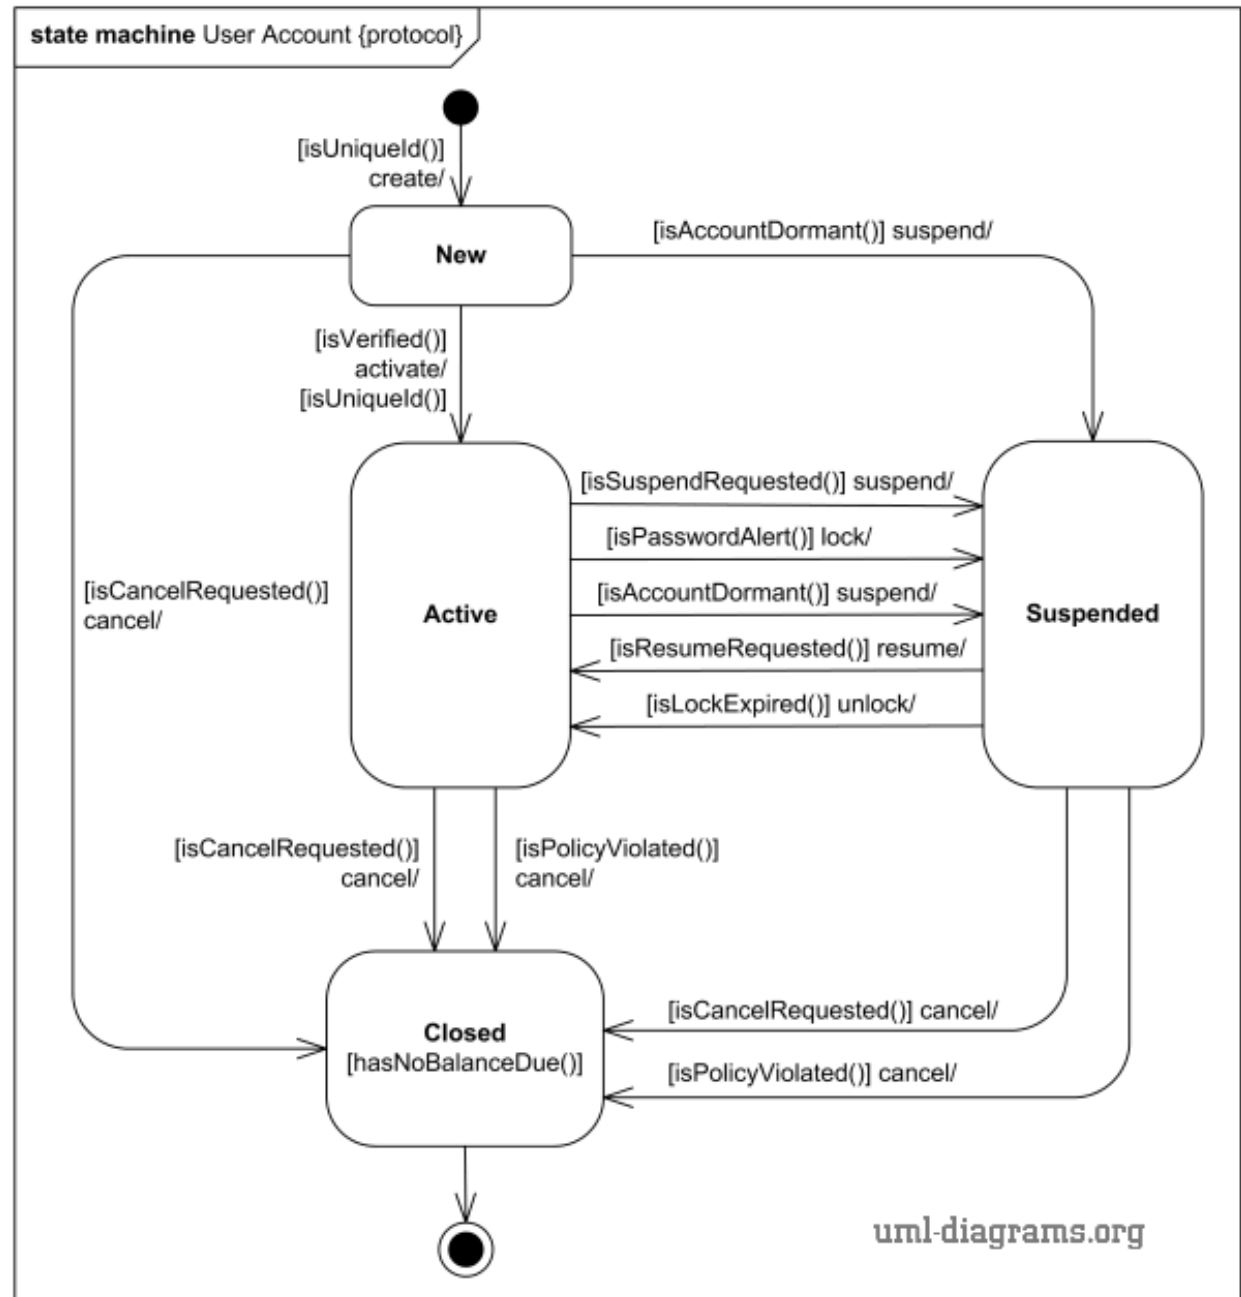 state machine User Account {protocol}
[isUniqueId()]
create/
New
[isAccountDormant()] suspend/
[isVerified()]
activate/
[isUniqueId()]
[isSuspendRequested()] suspend/
[isPasswordAlert()] lock/
[isCancelRequested()]
cancel/
Active
[isAccountDormant()] suspend/
Suspended
[isResumeRequested()] resume/
[isLockExpired()] unlock/
[isCancelRequested()]
cancel/
[isPolicyViolated()]
cancel/
[isCancelRequested()] cancel/
Closed
[hasNoBalanceDue()]
[isPolicyViolated()] cancel/
uml-diagrams.org